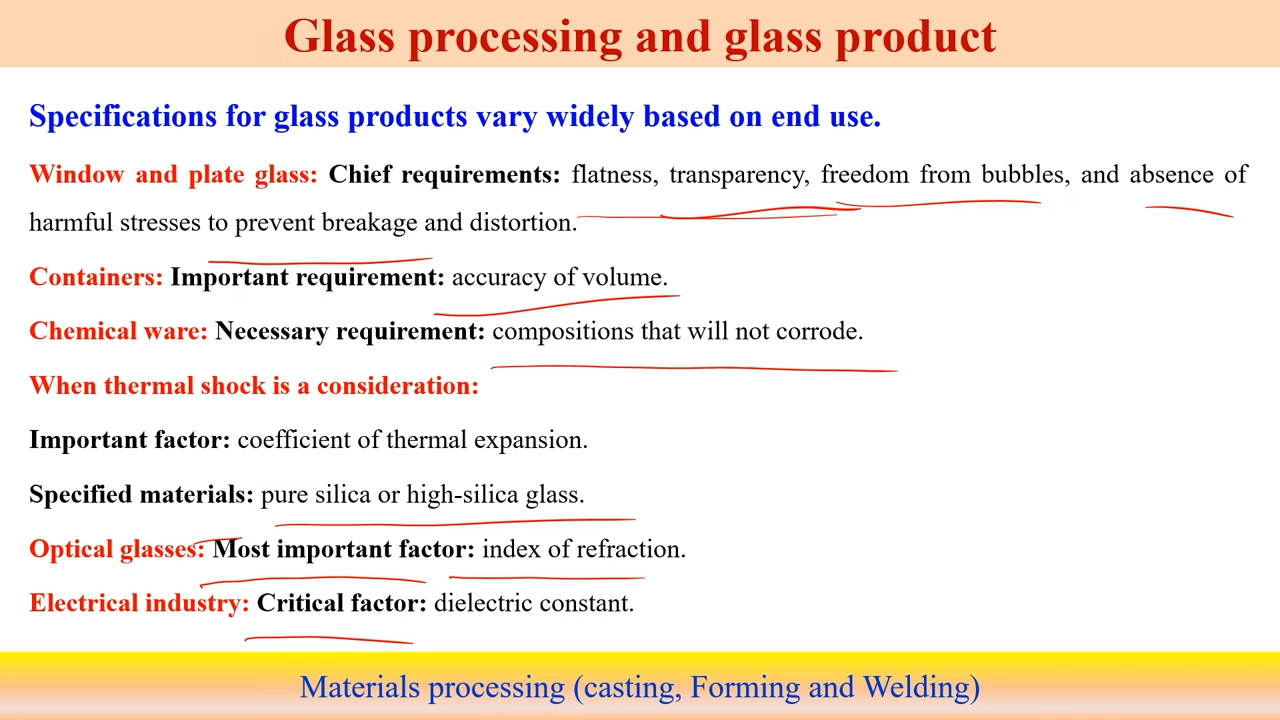 Glass processing and glass product
Specifications for glass products vary widely based on end use.
Window and plate glass: Chief requirements: flatness, transparency, freedom from bubbles, and absence of
harmful stresses to prevent breakage and distortion.
Containers: Important requirement: accuracy of volume.
Chemical ware: Necessary requirement: compositions that will not corrode.
When thermal shock is a consideration:
Important factor: coefficient of thermal expansion.
Specified materials: pure silica or high-silica glass.
Optical glasses: Most important factor: index of refraction.
Electrical industry: Critical factor: dielectric constant.
Materials processing (casting, Forming and Welding)